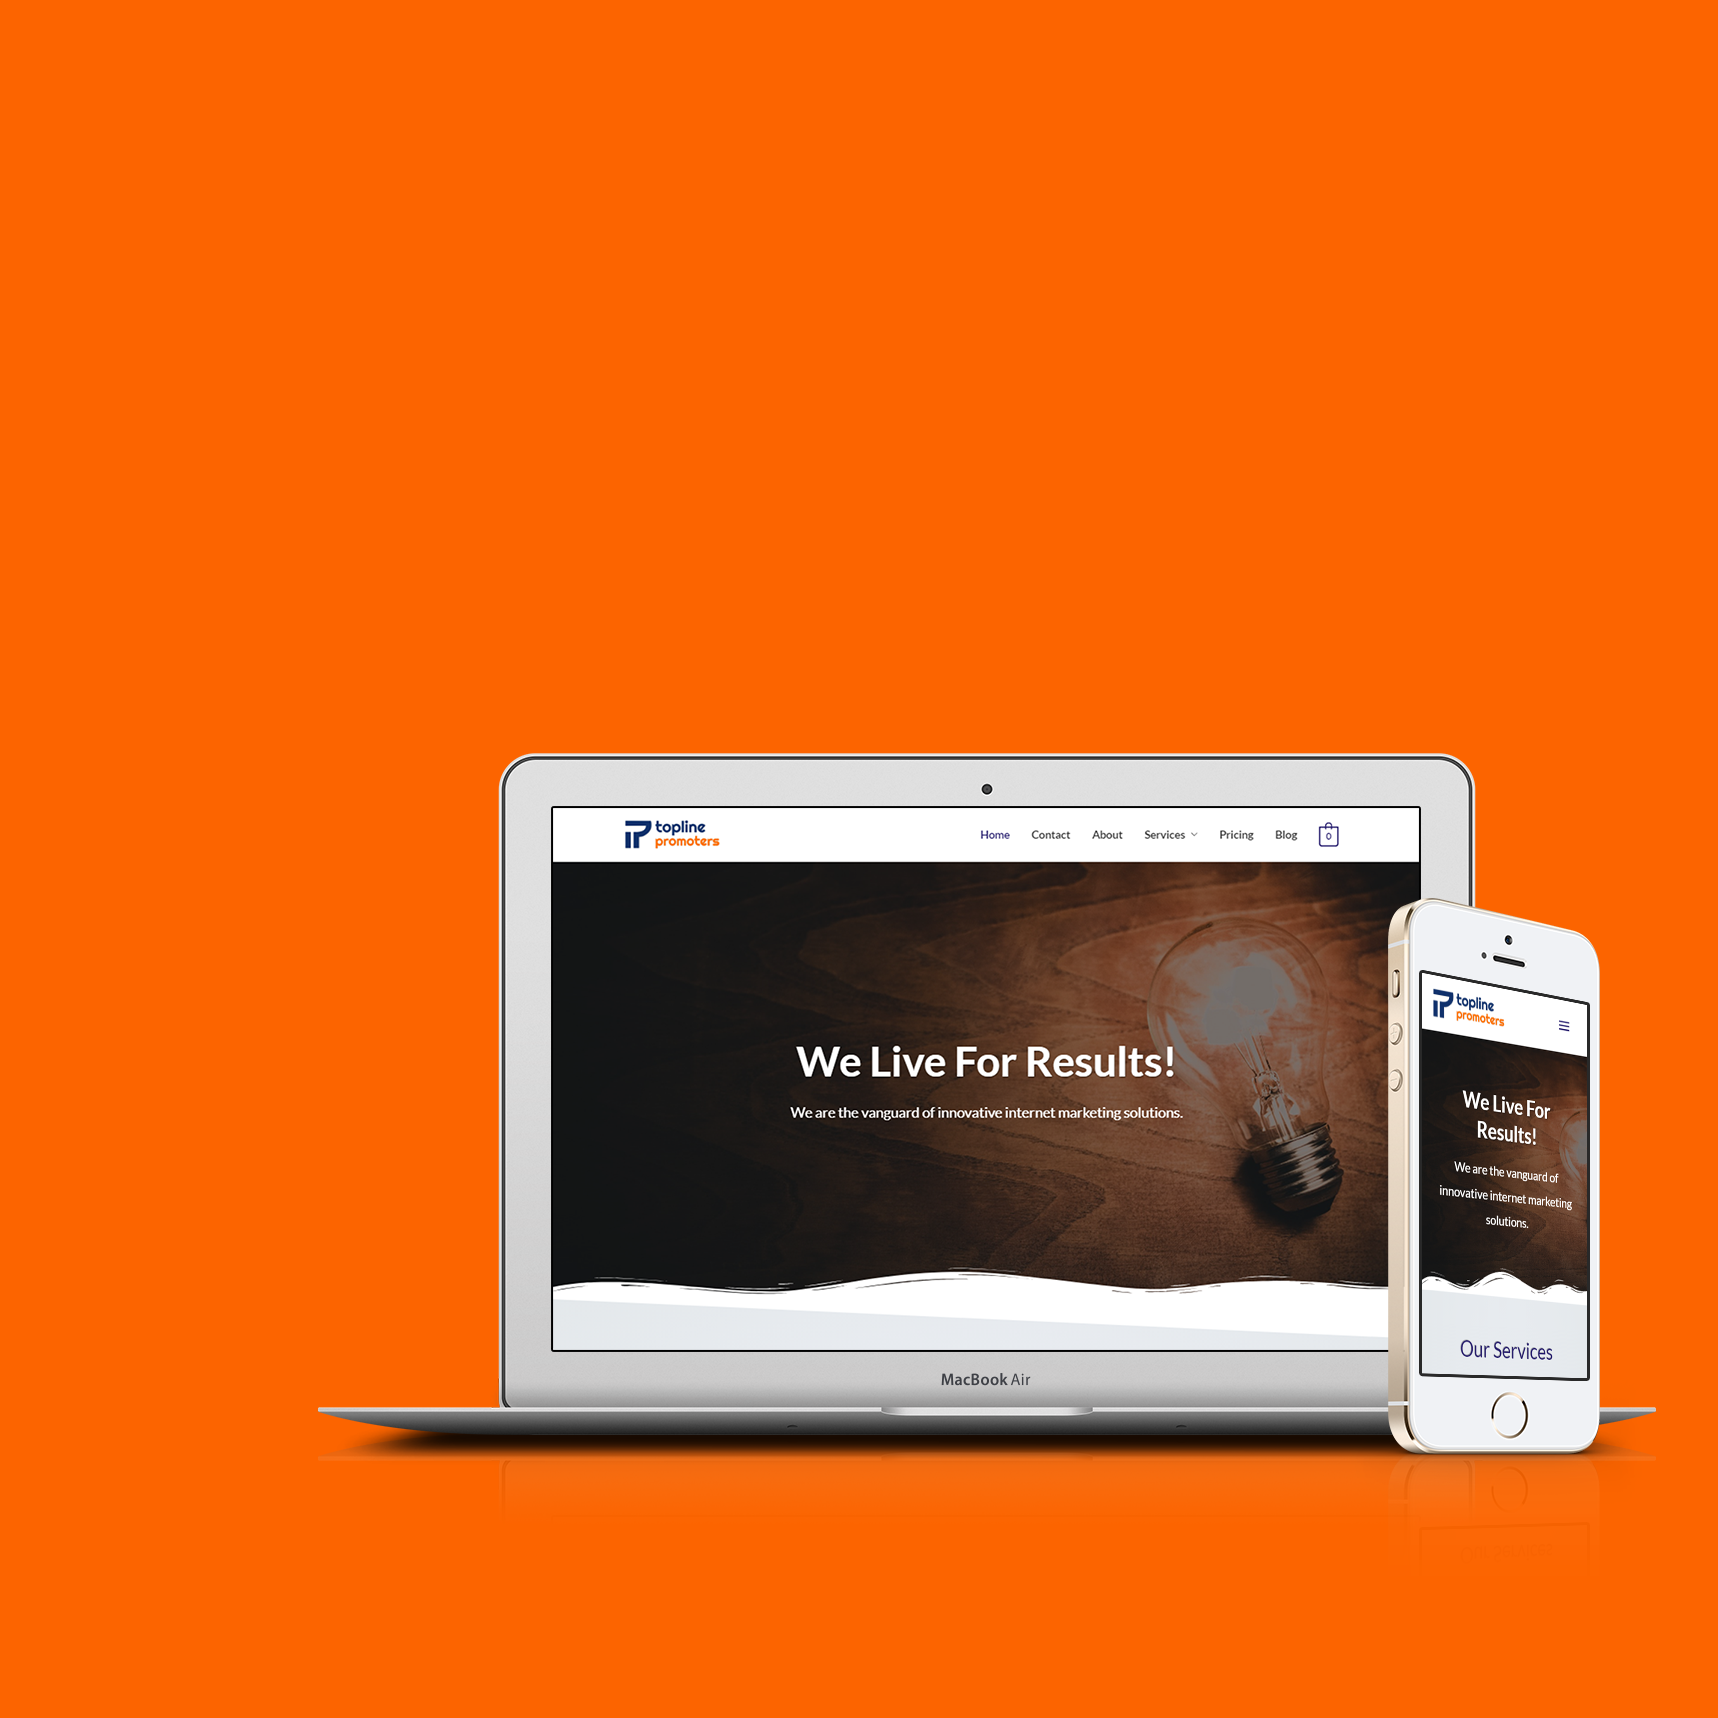 topline
promoters
Home Contact About Services Pricing Blog 0
We Live For Results!
We are the vanguard of innovative internet marketing solutions.
MacBook Air
topline
promoters
We Live For
Results!
We are the vanguard of
innovative internet marketing
solutions.
Our Services